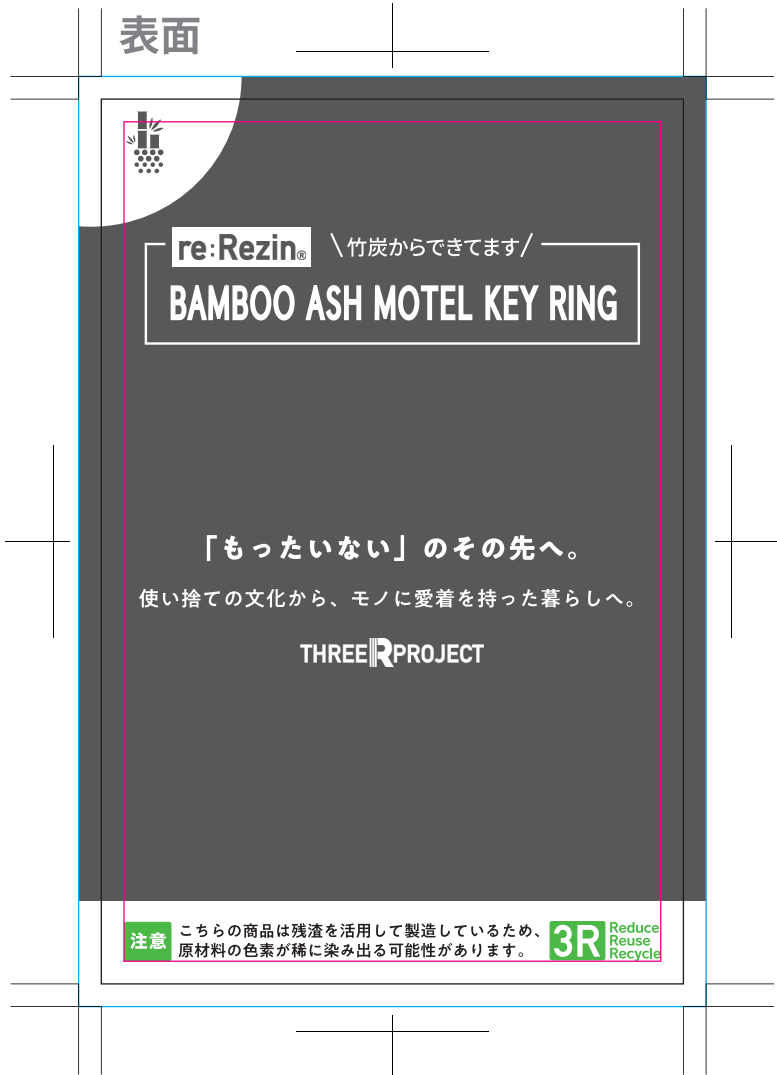 表面
re:Rezin®
\竹炭からできてます/
BAMBOO ASH MOTEL KEY RING
「もったいない」のその先へ。
使い捨ての文化から、モノに愛着を持った暮らしへ。
THREE R PROJECT
注意
こちらの商品は残渣を活用して製造しているため、
原材料の色素が稀に染み出る可能性があります。
3R
Reduce
Reuse
Recycle